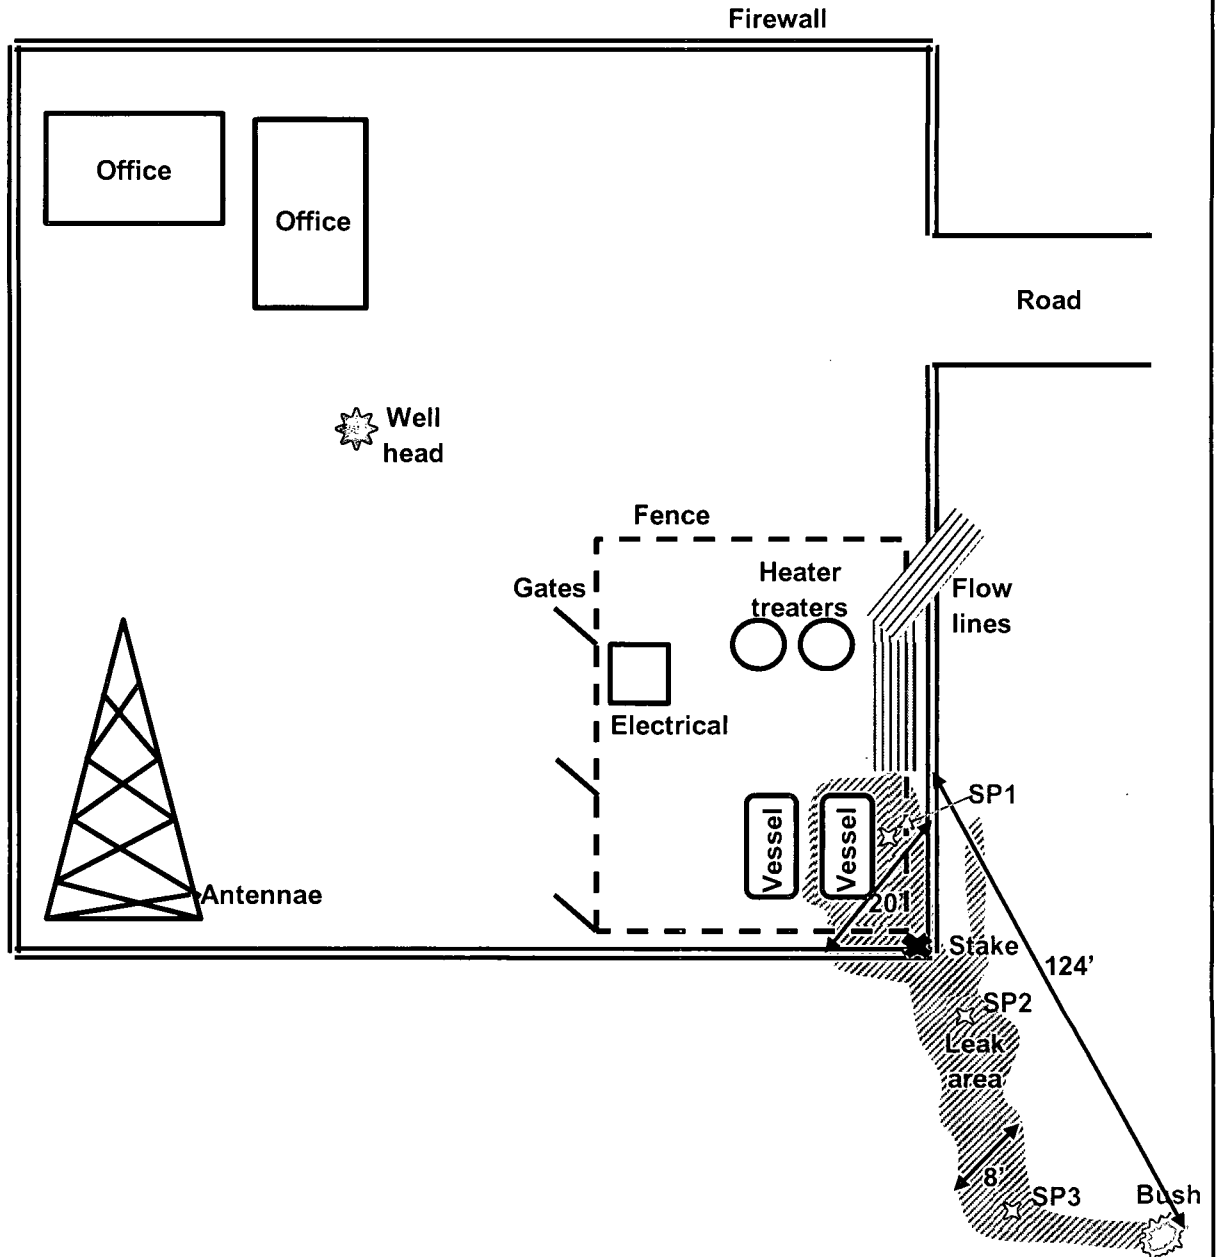 Firewall
Office
Office
Road
Well
head
Fence
Gates
Heater
treaters
Flow
lines
Electrical
SP1
Vessel
Vessel
20'
Antennae
Stake
124'
SP2
Leak
area
8'
SP3
Bush